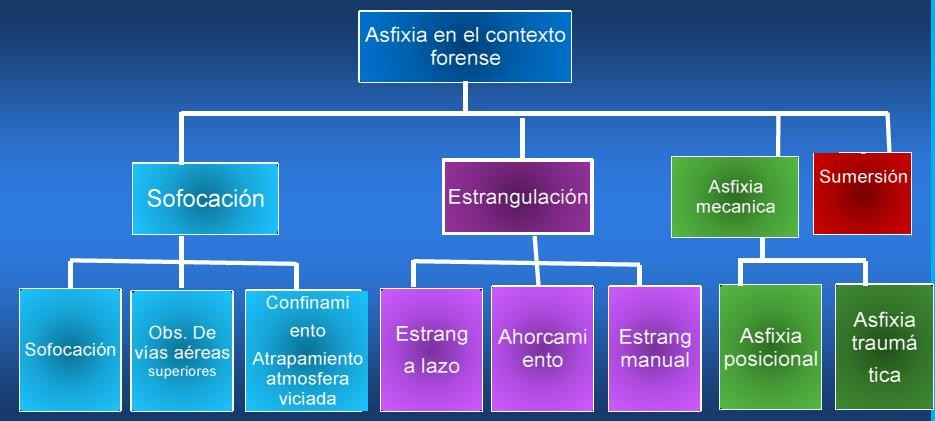 Asfixia en el contexto
forense
Sofocación
Estrangulación
Asfixia
mecanica
Sumersión
Sofocación
Obs. De
vías aéreas
superiores
Confinami
ento
Atrapamiento
atmosfera
viciada
Estrang
a lazo
Ahorcami
ento
Estrang
manual
Asfixia
posicional
Asfixia
traumá
tica